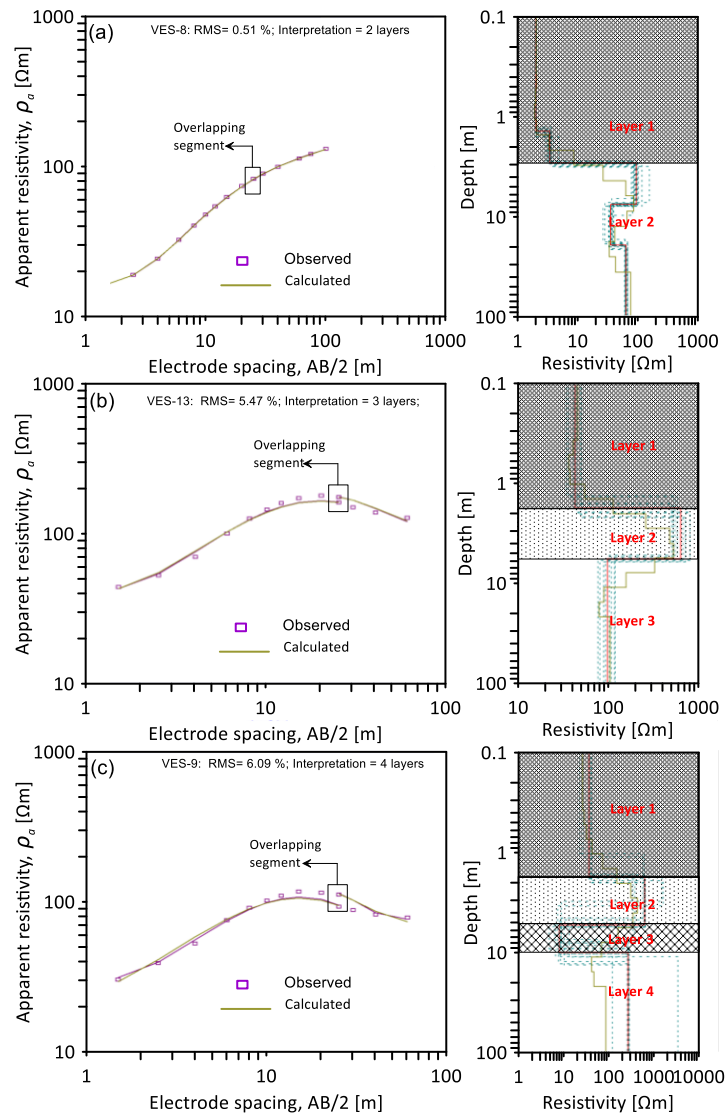 (a) VES-8: RMS= 0.51 %; Interpretation = 2 layers
Apparent resistivity, ρa [Ωm]
1000
100
10
Overlapping
segment
Observed
Calculated
1 10 100 1000
Electrode spacing, AB/2 [m]
Depth [m]
0.1
1
10
100
Layer 1
Layer 2
1 10 100 1000
Resistivity [Ωm]
(b) VES-13: RMS= 5.47 %; Interpretation = 3 layers;
Apparent resistivity, ρa [Ωm]
1000
100
10
Overlapping
segment
Observed
Calculated
1 10 100
Electrode spacing, AB/2 [m]
Depth [m]
0.1
1
10
100
Layer 1
Layer 2
Layer 3
10 100 1000
Resistivity [Ωm]
(c) VES-9: RMS= 6.09 %; Interpretation = 4 layers
Apparent resistivity, ρa [Ωm]
1000
100
10
Overlapping
segment
Observed
Calculated
1 10 100
Electrode spacing, AB/2 [m]
Depth [m]
0.1
1
10
100
Layer 1
Layer 2
Layer 3
Layer 4
1 10 100 1000 10000
Resistivity [Ωm]